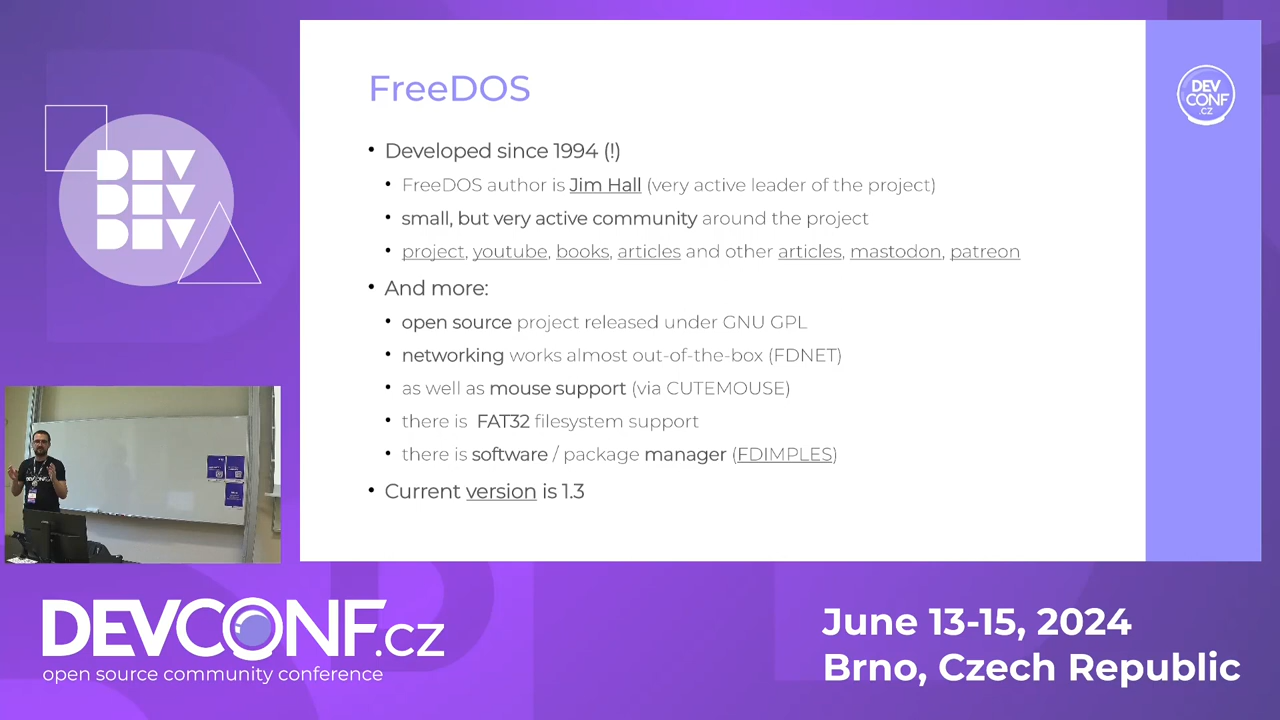 DEV
DEV
DEV
FreeDOS
DEV
CONF
.CZ
• Developed since 1994 (!)
• FreeDOS author is Jim Hall (very active leader of the project)
• small, but very active community around the project
• project, youtube, books, articles and other articles, mastodon, patreon
• And more:
• open source project released under GNU GPL
• networking works almost out-of-the-box (FDNET)
• as well as mouse support (via CUTEMOUSE)
• there is FAT32 filesystem support
• there is software / package manager (FDIMPLES)
• Current version is 1.3
DEVCONF.cz
open source community conference
June 13-15, 2024
Brno, Czech Republic